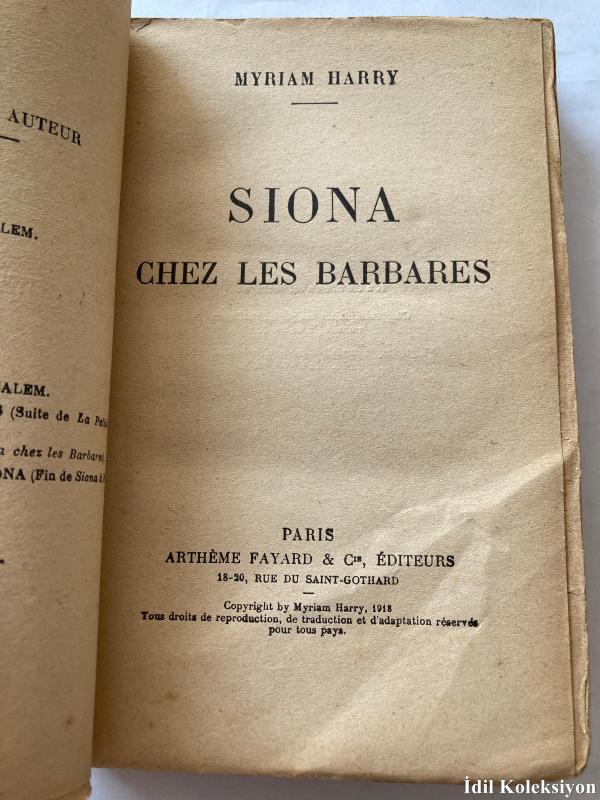 AUTEUR
LEM.
ALEM.
(Suite de La
chez les Barbares
ONA (Fin de Siona à
MYRIAM HARRY
SIONA
CHEZ LES BARBARES
PARIS
ARTHÈME FAYARD & Cie, ÉDITEURS
18-20, RUE DU SAINT-GOTHARD
Copyright by Myriam Harry, 1918
Tous droits de reproduction, de traduction et d'adaptation réservés
pour tous pays.
İdil Koleksiyon